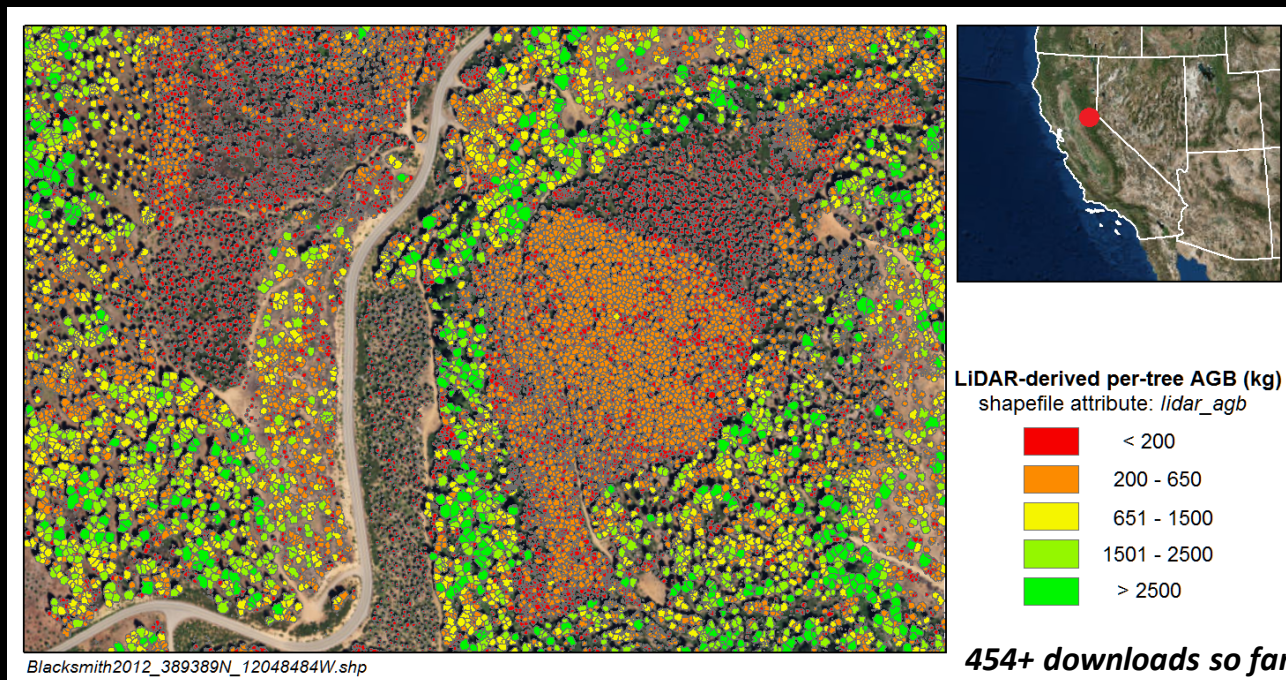 LiDAR-derived per-tree AGB (kg)
shapefile attribute: lidar_agb
< 200
200 - 650
651 - 1500
1501 - 2500
> 2500
Blacksmith2012_389389N_12048484W.shp
454+ downloads so far